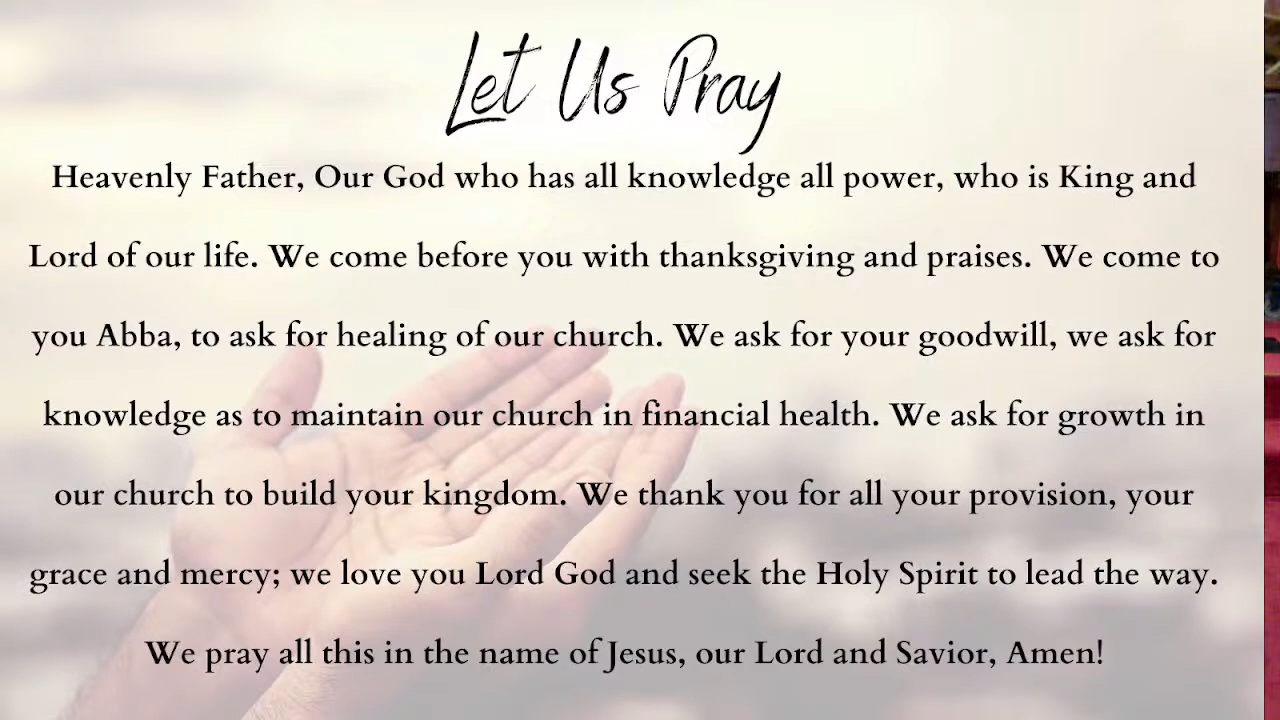 Let Us Pray
Heavenly Father, Our God who has all knowledge all power, who is King and
Lord of our life. We come before you with thanksgiving and praises. We come to
you Abba, to ask for healing of our church. We ask for your goodwill, we ask for
knowledge as to maintain our church in financial health. We ask for growth in
our church to build your kingdom. We thank you for all your provision, your
grace and mercy; we love you Lord God and seek the Holy Spirit to lead the way.
We pray all this in the name of Jesus, our Lord and Savior, Amen!